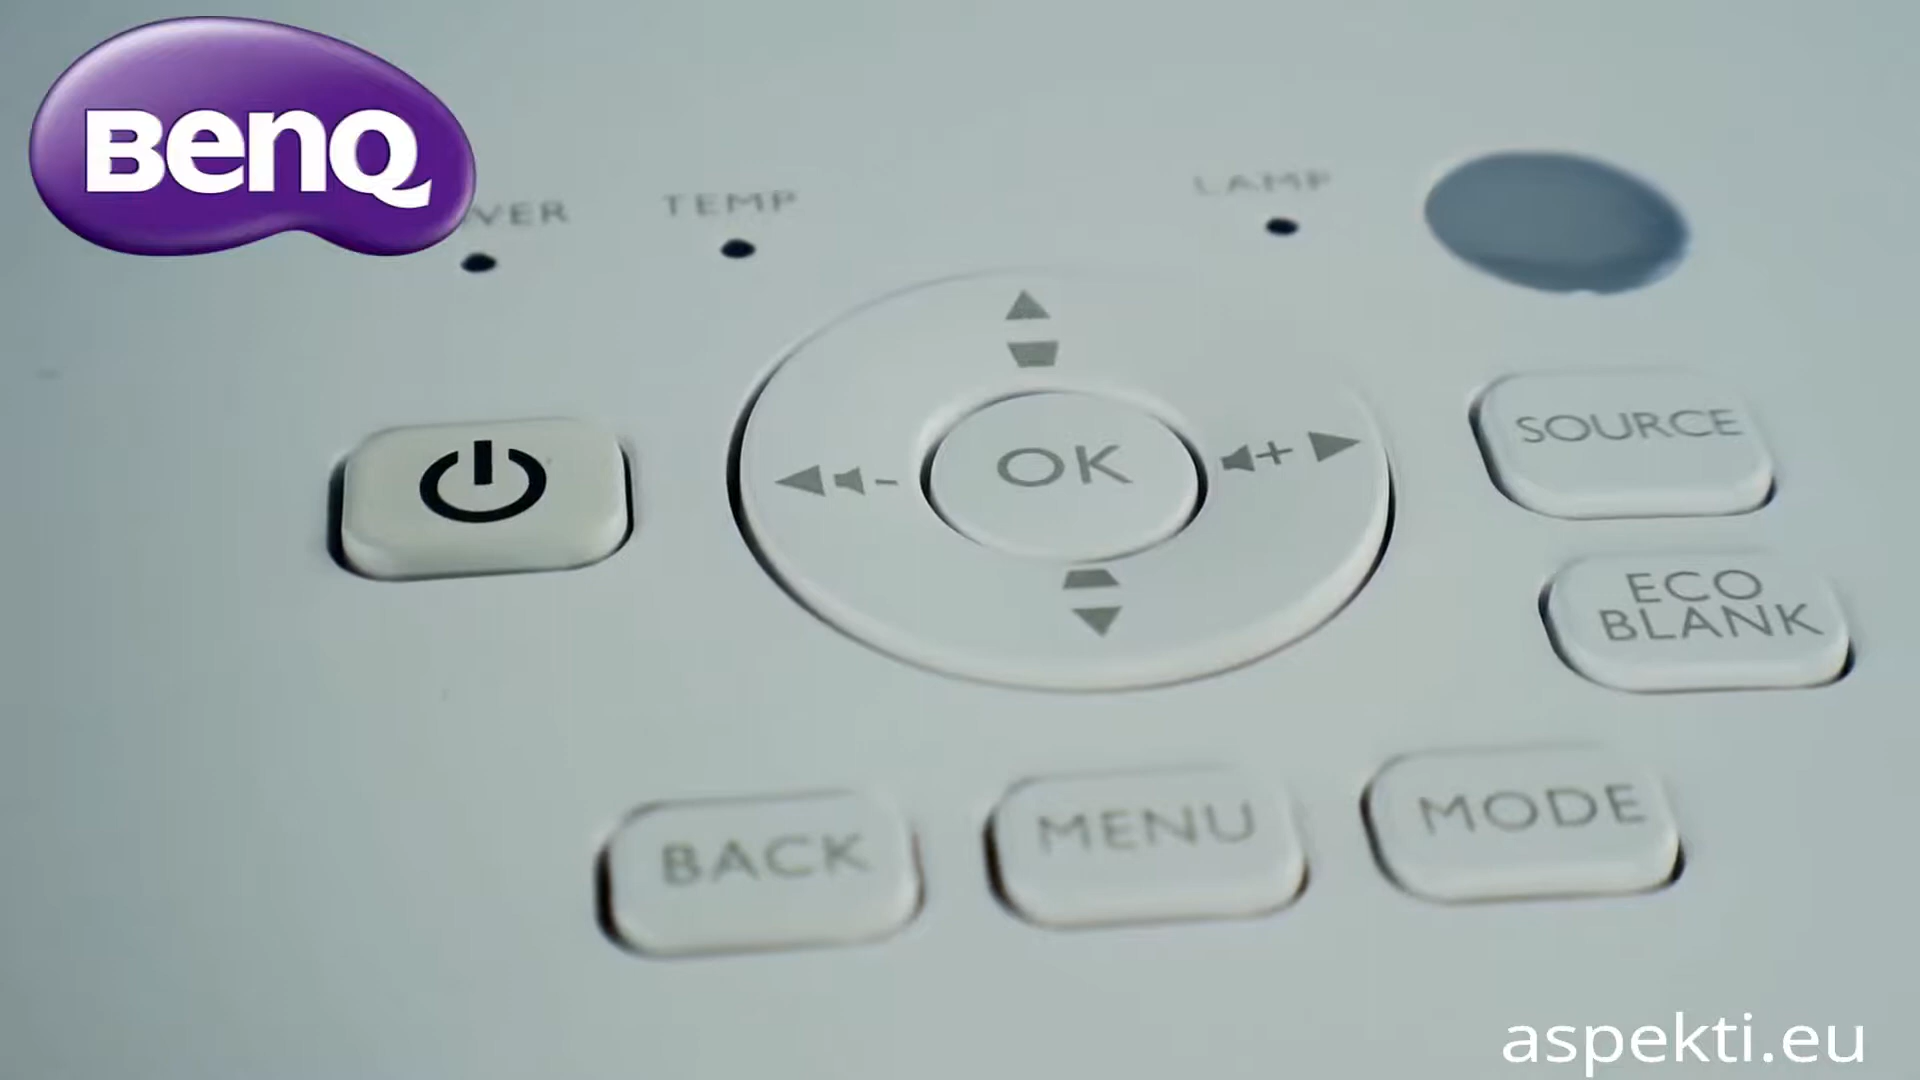 BenQ
TEMP
LAMP
OK
SOURCE
ECO
BLANK
BACK
MENU
MODE
aspekti.eu